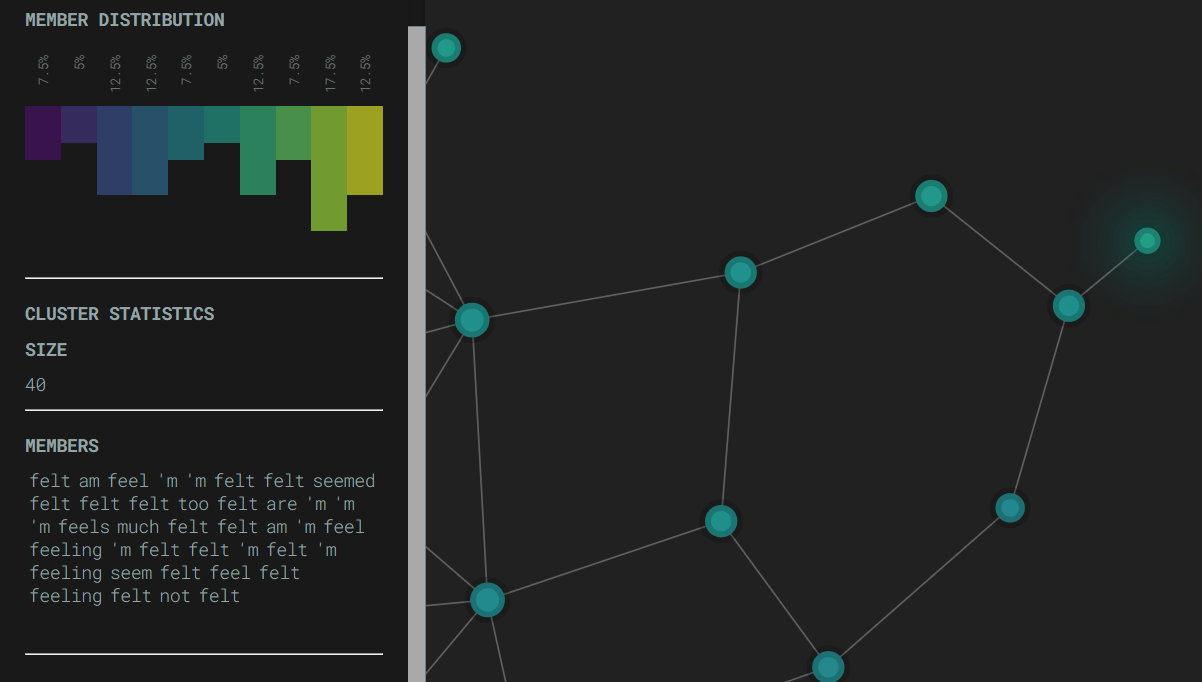 MEMBER DISTRIBUTION
7.5% 5% 12.5% 12.5% 7.5% 5% 12.5% 7.5% 17.5% 12.5%
CLUSTER STATISTICS
SIZE
40
MEMBERS
felt am feel 'm 'm felt felt seemed
felt felt felt too felt are 'm 'm
'm feels much felt felt am 'm feel
feeling 'm felt felt 'm felt 'm
feeling seem felt feel felt
feeling felt not felt